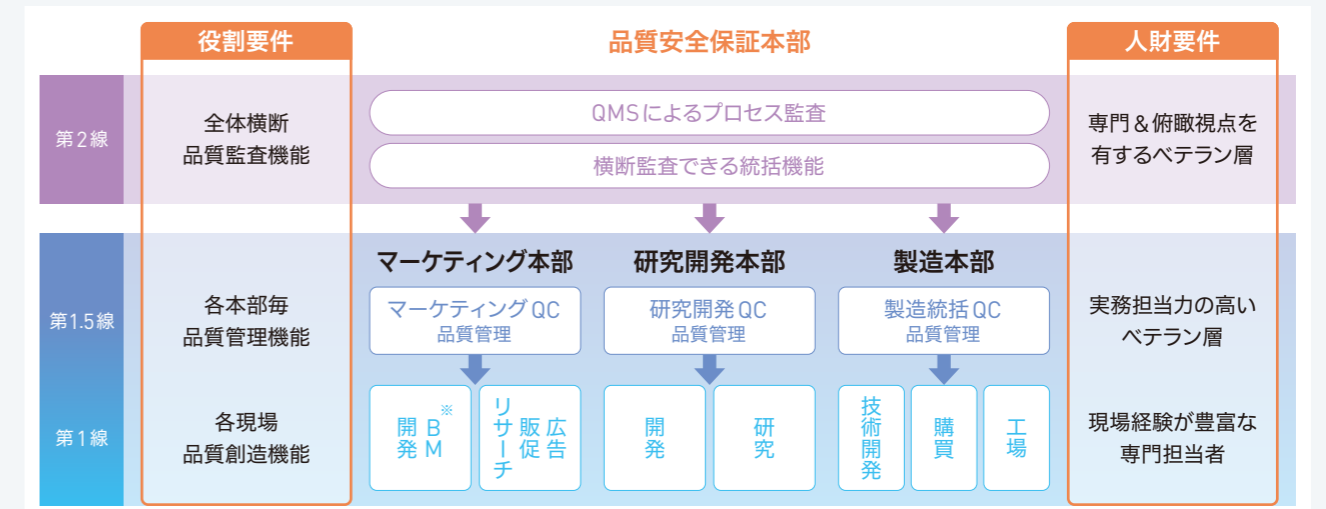 役割要件
品質安全保証本部
人財要件
第2線
全体横断
品質監査機能
QMSによるプロセス監査
横断監査できる統括機能
専門&俯瞰視点を
有するベテラン層
マーケティング本部
研究開発本部
製造本部
第1.5線
各本部毎
品質管理機能
マーケティングQC
品質管理
研究開発QC
品質管理
製造統括QC
品質管理
実務担当力の高い
ベテラン層
第1線
各現場
品質創造機能
BM※
開発
広告
販促
リサーチ
開発
研究
技術開発
購買
工場
現場経験が豊富な
専門担当者